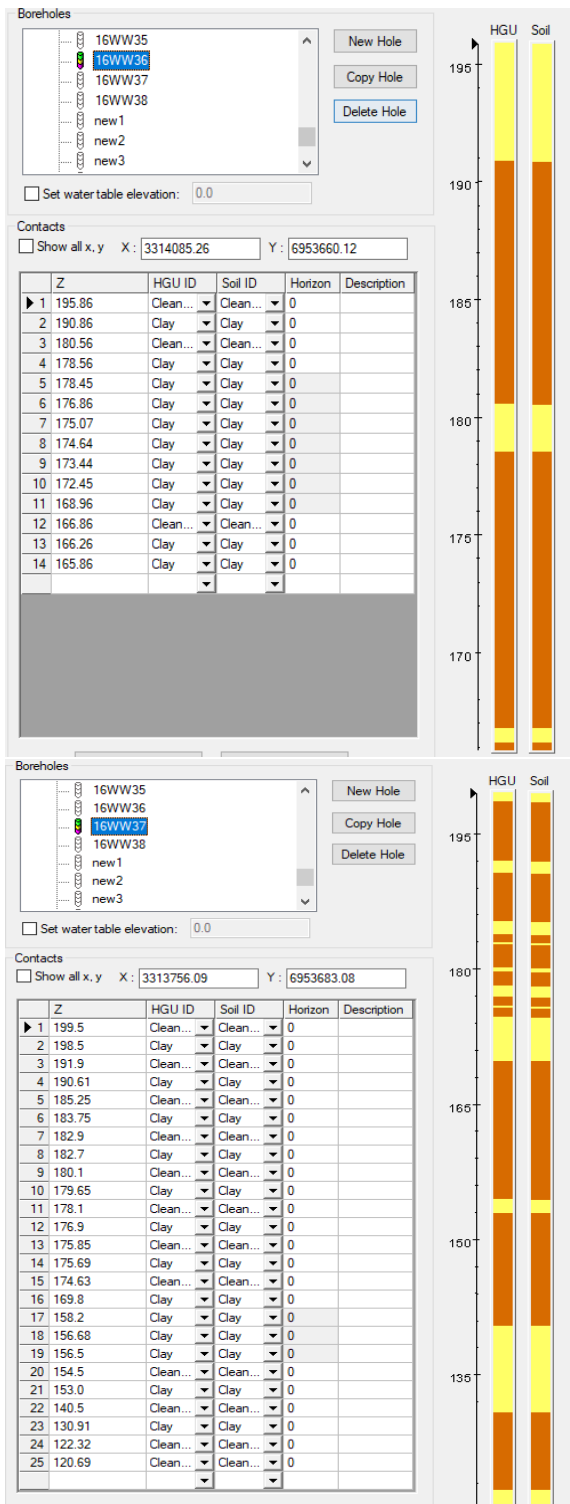 Boreholes
16WW35
16WW36
16WW37
16WW38
new1
new2
new3
New Hole
Copy Hole
Delete Hole
Set water table elevation: 0.0
Contacts
Show all x, y X : 3314085.26 Y : 6953660.12
Z HGU ID Soil ID Horizon Description
1 195.86 Clean... Clean... 0
2 190.86 Clay Clay 0
3 180.56 Clean... Clean... 0
4 178.56 Clay Clay 0
5 178.45 Clay Clay 0
6 176.86 Clay Clay 0
7 175.07 Clay Clay 0
8 174.64 Clay Clay 0
9 173.44 Clay Clay 0
10 172.45 Clay Clay 0
11 168.96 Clay Clay 0
12 166.86 Clean... Clean... 0
13 166.26 Clay Clay 0
14 165.86 Clay Clay 0
HGU Soil
195
190
185
180
175
170
Boreholes
16WW35
16WW36
16WW37
16WW38
new1
new2
new3
New Hole
Copy Hole
Delete Hole
Set water table elevation: 0.0
Contacts
Show all x, y X : 3313756.09 Y : 6953683.08
Z HGU ID Soil ID Horizon Description
1 199.5 Clean... Clean... 0
2 198.5 Clay Clay 0
3 191.9 Clean... Clean... 0
4 190.61 Clay Clay 0
5 185.25 Clean... Clean... 0
6 183.75 Clay Clay 0
7 182.9 Clean... Clean... 0
8 182.7 Clay Clay 0
9 180.1 Clean... Clean... 0
10 179.65 Clay Clay 0
11 178.1 Clean... Clean... 0
12 176.9 Clay Clay 0
13 175.85 Clean... Clean... 0
14 175.69 Clay Clay 0
15 174.63 Clean... Clean... 0
16 169.8 Clay Clay 0
17 158.2 Clay Clay 0
18 156.68 Clay Clay 0
19 156.5 Clay Clay 0
20 154.5 Clean... Clean... 0
21 153.0 Clay Clay 0
22 140.5 Clean... Clean... 0
23 130.91 Clay Clay 0
24 122.32 Clean... Clean... 0
25 120.69 Clean... Clean... 0
HGU Soil
195
180
165
150
135